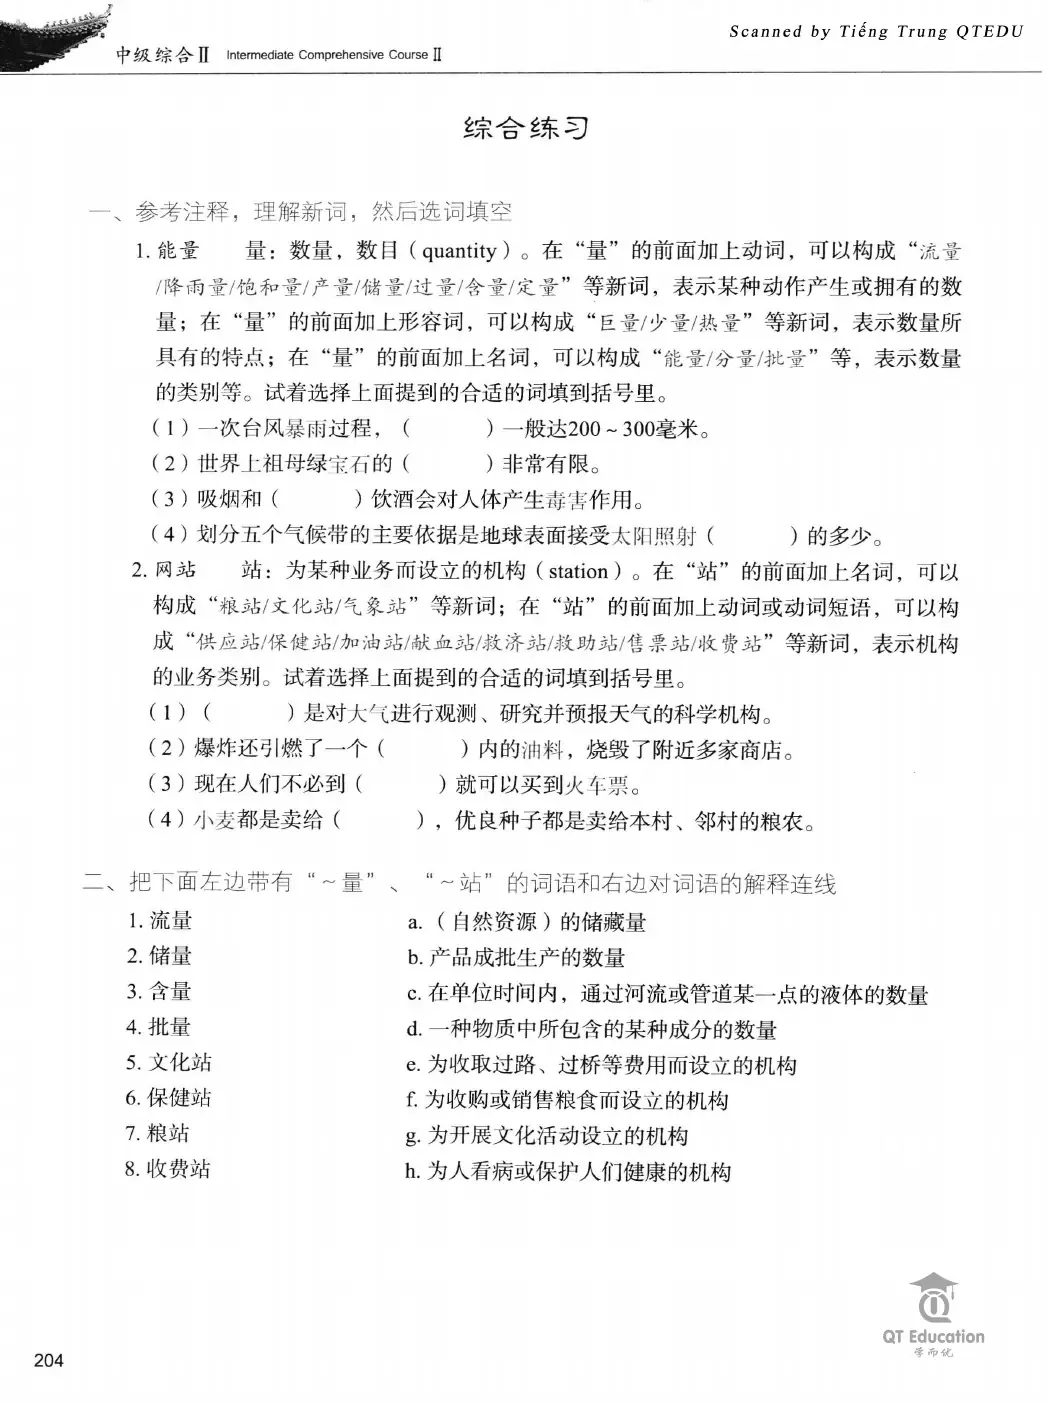 Scanned by Tiếng Trung QTEDU
中级综合Ⅱ Intermediate Comprehensive Course Ⅱ
综合练习
一、参考注释，理解新词，然后选词填空
1. 能量 量：数量，数目（quantity）。在“量”的前面加上动词，可以构成“流量
/降雨量/饱和量/产量/储量/过量/含量/定量”等新词，表示某种动作产生或拥有的数
量；在“量”的前面加上形容词，可以构成“巨量/少量/热量”等新词，表示数量所
具有的特点；在“量”的前面加上名词，可以构成“能量/分量/批量”等，表示数量
的类别等。试着选择上面提到的合适的词填到括号里。
（1）一次台风暴雨过程，（ ）一般达200～300毫米。
（2）世界上祖母绿宝石的（ ）非常有限。
（3）吸烟和（ ）饮酒会对人体产生毒害作用。
（4）划分五个气候带的主要依据是地球表面接受太阳照射（ ）的多少。
2. 网站 站：为某种业务而设立的机构（station）。在“站”的前面加上名词，可以
构成“粮站/文化站/气象站”等新词；在“站”的前面加上动词或动词短语，可以构
成“供应站/保健站/加油站/献血站/救济站/救助站/售票站/收费站”等新词，表示机构
的业务类别。试着选择上面提到的合适的词填到括号里。
（1）（ ）是对大气进行观测、研究并预报天气的科学机构。
（2）爆炸还引燃了一个（ ）内的油料，烧毁了附近多家商店。
（3）现在人们不必到（ ）就可以买到火车票。
（4）小麦都是卖给（ ），优良种子都是卖给本村、邻村的粮农。
二、把下面左边带有“～量”、“～站”的词语和右边对词语的解释连线
1. 流量 a.（自然资源）的储藏量
2. 储量 b. 产品成批生产的数量
3. 含量 c. 在单位时间内，通过河流或管道某一点的液体的数量
4. 批量 d. 一种物质中所包含的某种成分的数量
5. 文化站 e. 为收取过路、过桥等费用而设立的机构
6. 保健站 f. 为收购或销售粮食而设立的机构
7. 粮站 g. 为开展文化活动设立的机构
8. 收费站 h. 为人看病或保护人们健康的机构
QT Education
学而优
204